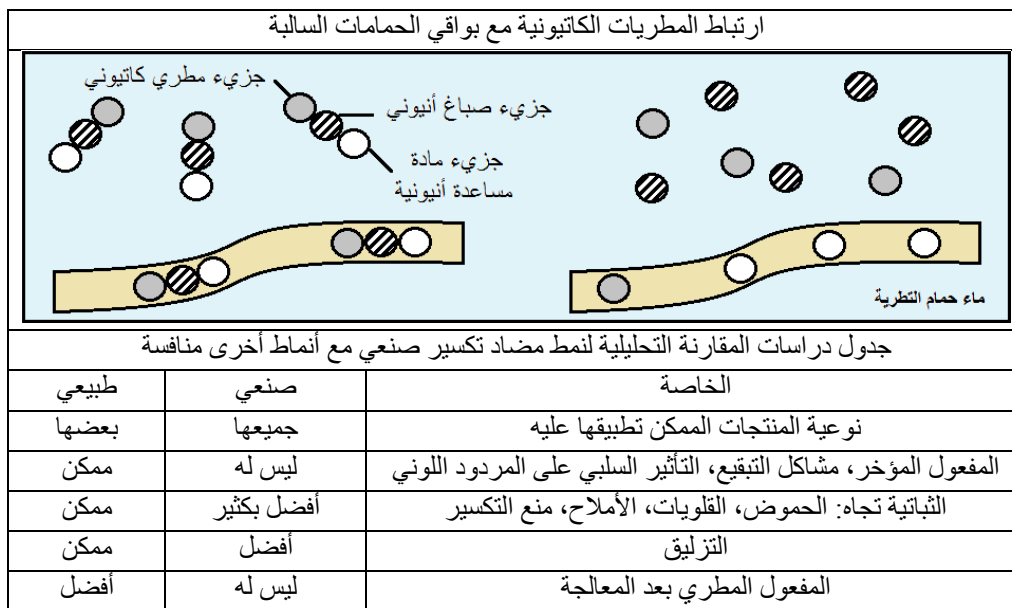 ارتباط المطريات الكاتيونية مع بواقي الحمامات السالبة
جزيء مطري كاتيوني
جزيء صباغ أنيوني
جزيء مادة
مساعدة أنيونية
ماء حمام التطرية
جدول دراسات المقارنة التحليلية لنمط مضاد تكسير صنعي مع أنماط أخرى منافسة
الخاصة صنعي طبيعي
نوعية المنتجات الممكن تطبيقها عليه جميعها بعضها
المفعول المؤخر، مشاكل التبقيع، التأثير السلبي على المردود اللوني ليس له ممكن
الثباتية تجاه: الحموض، القلويات، الأملاح، منع التكسير أفضل بكثير ممكن
التزليق أفضل ممكن
المفعول المطري بعد المعالجة ليس له أفضل